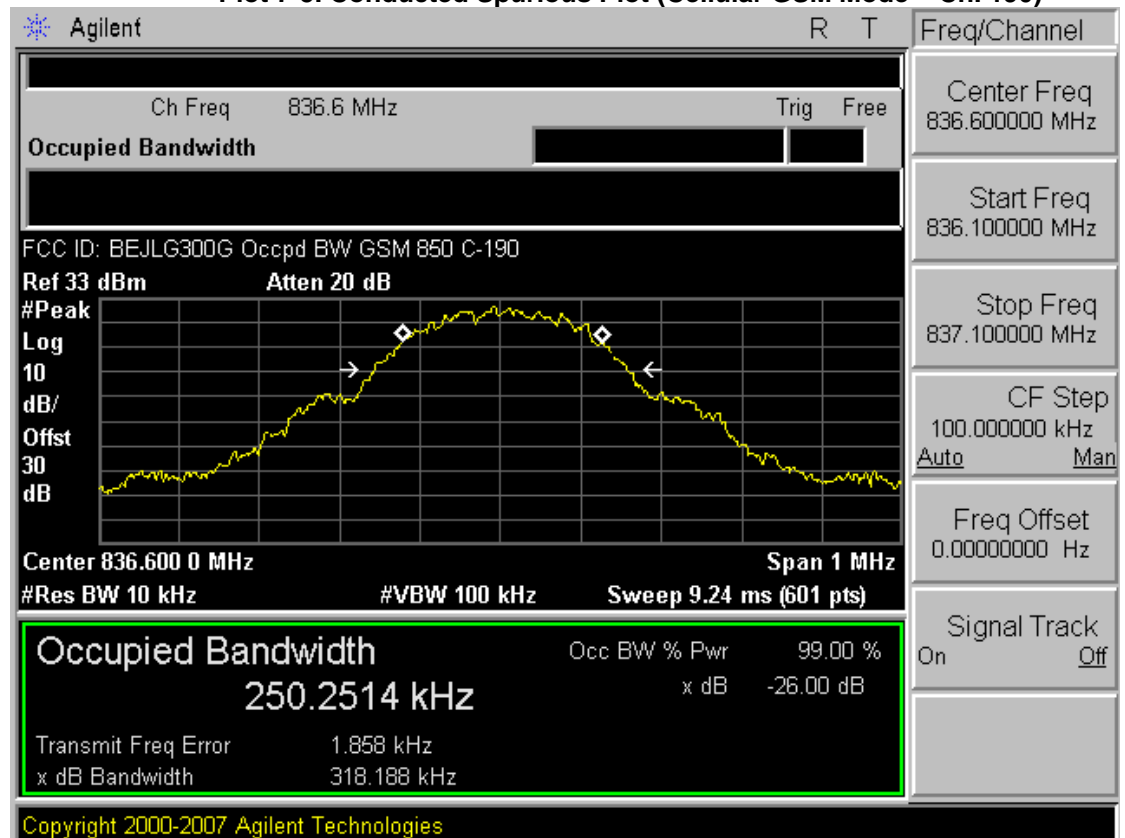 Agilent R T Freq/Channel
Ch Freq 836.6 MHz Trig Free
Occupied Bandwidth
Center Freq
836.600000 MHz
Start Freq
836.100000 MHz
Stop Freq
837.100000 MHz
CF Step
100.000000 kHz
Auto Man
Freq Offset
0.00000000 Hz
Signal Track
On Off
FCC ID: BEJLG300G Occpd BW GSM 850 C-190
Ref 33 dBm Atten 20 dB
#Peak
Log
10
dB/
Offst
30
dB
Center 836.600 0 MHz Span 1 MHz
#Res BW 10 kHz #VBW 100 kHz Sweep 9.24 ms (601 pts)
Occupied Bandwidth Occ BW % Pwr 99.00 %
250.2514 kHz x dB -26.00 dB
Transmit Freq Error 1.858 kHz
x dB Bandwidth 318.188 kHz
Copyright 2000-2007 Agilent Technologies